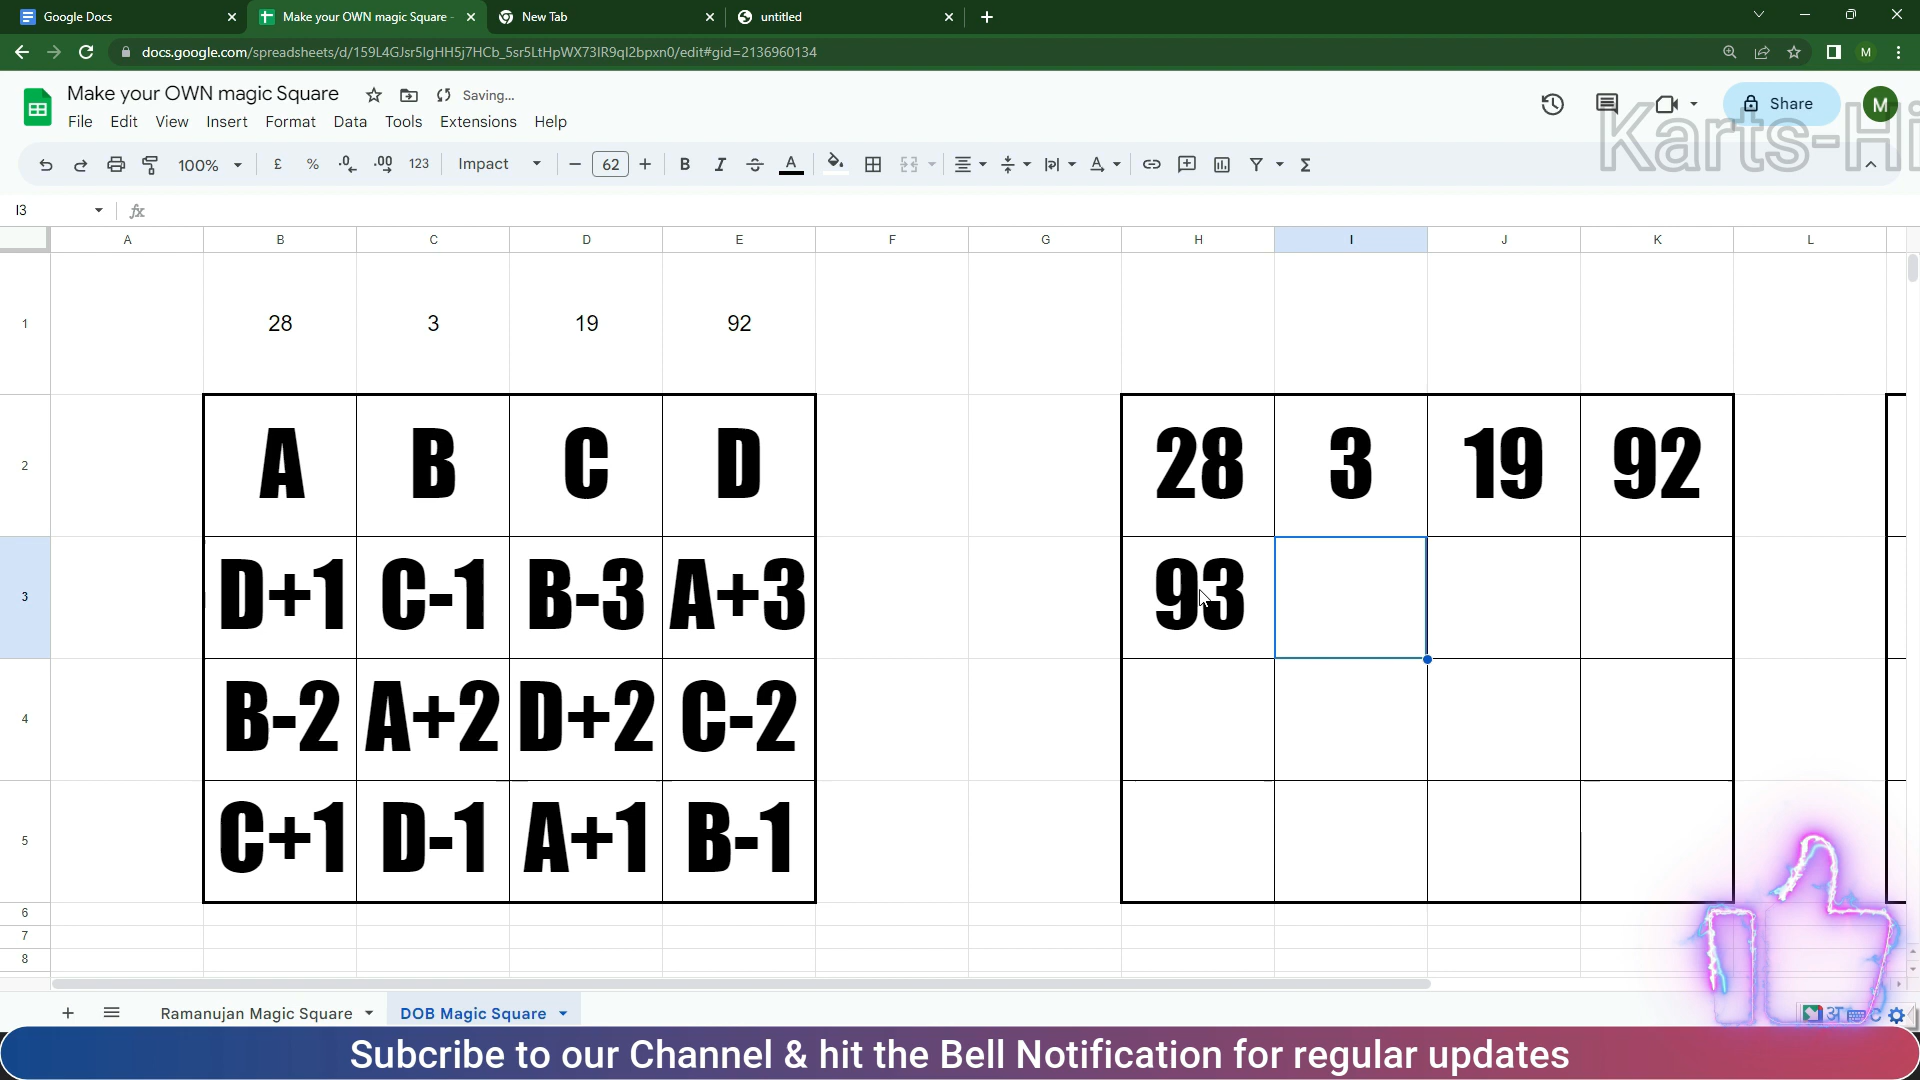 Google Docs
Make your OWN magic Square -
New Tab
untitled
docs.google.com/spreadsheets/d/159L4GJsr5IgHH5j7HCb_5sr5LtHpWX73IR9qI2bpxn0/edit#gid=2136960134
M
Make your OWN magic Square
Saving...
File Edit View Insert Format Data Tools Extensions Help
Share
M
Karts-Hi
100% £ % .0 .00 123 Impact 62 B I A
I3
fx
A B C D E F G H I J K L
1 28 3 19 92
2 A B C D 28 3 19 92
3 D+1 C-1 B-3 A+3 93
4 B-2 A+2 D+2 C-2
5 C+1 D-1 A+1 B-1
6
7
8
Ramanujan Magic Square
DOB Magic Square
अ
Subcribe to our Channel & hit the Bell Notification for regular updates